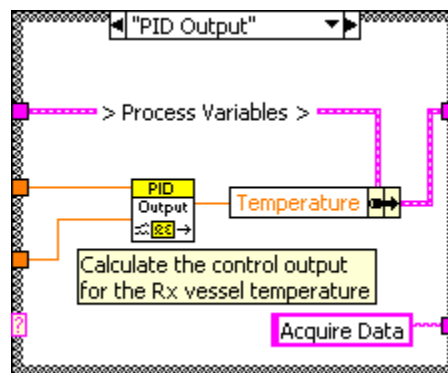 "PID Output"
> Process Variables >
PID
Output
Temperature
Calculate the control output
for the Rx vessel temperature
?
Acquire Data